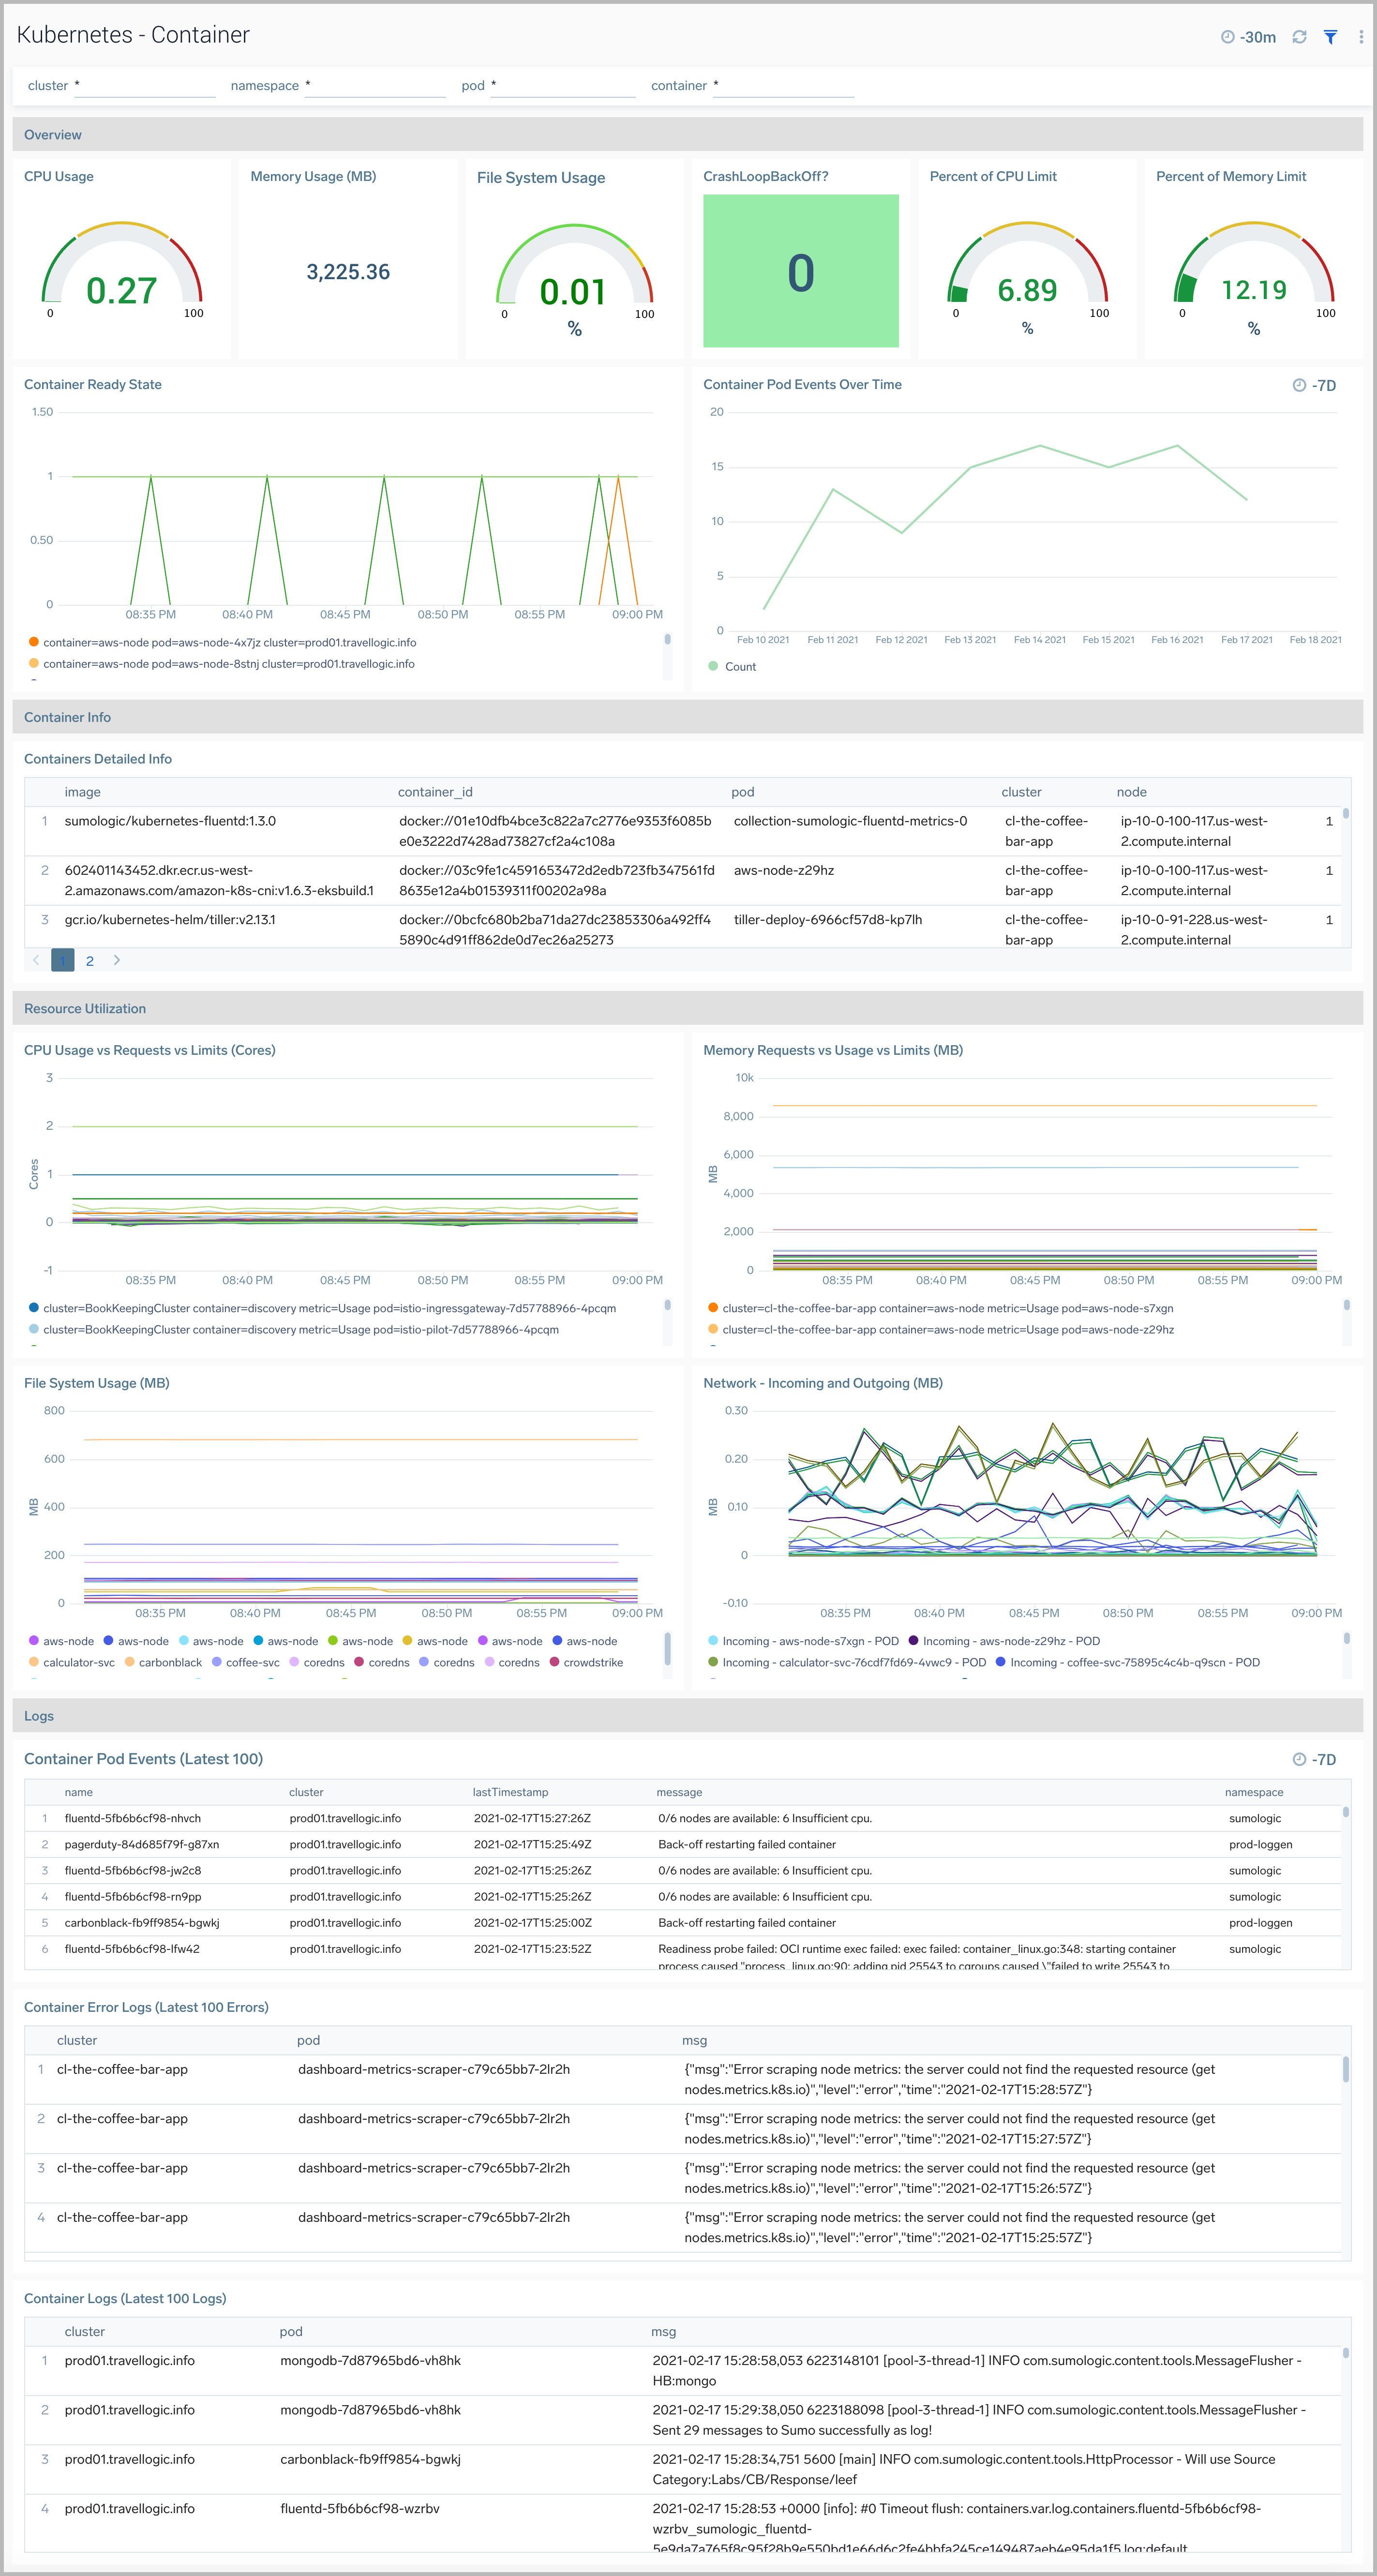 Kubernetes - Container
-30m
cluster * namespace * pod * container *
Overview
CPU Usage
0.27
0 100
Memory Usage (MB)
3,225.36
File System Usage
0.01
0 100
%
CrashLoopBackOff?
0
Percent of CPU Limit
6.89
0 100
%
Percent of Memory Limit
12.19
0 100
%
Container Ready State
1.50
1
0.50
0
08:35 PM 08:40 PM 08:45 PM 08:50 PM 08:55 PM 09:00 PM
container=aws-node pod=aws-node-4x7jz cluster=prod01.travellogic.info
container=aws-node pod=aws-node-8stnj cluster=prod01.travellogic.info
Container Pod Events Over Time -7D
20
15
10
5
0
Feb 10 2021 Feb 11 2021 Feb 12 2021 Feb 13 2021 Feb 14 2021 Feb 15 2021 Feb 16 2021 Feb 17 2021 Feb 18 2021
Count
Container Info
Containers Detailed Info
image container_id pod cluster node
1 sumologic/kubernetes-fluentd:1.3.0 docker://01e10dfb4bce3c822a7c2776e9353f6085b collection-sumologic-fluentd-metrics-0 cl-the-coffee- ip-10-0-100-117.us-west- 1
e0e3222d7428ad73827cf2a4c108a bar-app 2.compute.internal
2 602401143452.dkr.ecr.us-west- docker://03c9fe1c4591653472d2edb723fb347561fd aws-node-z29hz cl-the-coffee- ip-10-0-100-117.us-west- 1
2.amazonaws.com/amazon-k8s-cni:v1.6.3-eksbuild.1 8635e12a4b01539311f00202a98a bar-app 2.compute.internal
3 gcr.io/kubernetes-helm/tiller:v2.13.1 docker://0bcfc680b2ba71da27dc23853306a492ff4 tiller-deploy-6966cf57d8-kp7lh cl-the-coffee- ip-10-0-91-228.us-west- 1
5890c4d91ff862de0d7ec26a25273 bar-app 2.compute.internal
1 2
Resource Utilization
CPU Usage vs Requests vs Limits (Cores)
Cores
3
2
1
0
-1
08:35 PM 08:40 PM 08:45 PM 08:50 PM 08:55 PM 09:00 PM
cluster=BookKeepingCluster container=discovery metric=Usage pod=istio-ingressgateway-7d57788966-4pcqm
cluster=BookKeepingCluster container=discovery metric=Usage pod=istio-pilot-7d57788966-4pcqm
Memory Requests vs Usage vs Limits (MB)
MB
10k
8,000
6,000
4,000
2,000
0
08:35 PM 08:40 PM 08:45 PM 08:50 PM 08:55 PM 09:00 PM
cluster=cl-the-coffee-bar-app container=aws-node metric=Usage pod=aws-node-s7xgn
cluster=cl-the-coffee-bar-app container=aws-node metric=Usage pod=aws-node-z29hz
File System Usage (MB)
MB
800
600
400
200
0
08:35 PM 08:40 PM 08:45 PM 08:50 PM 08:55 PM 09:00 PM
aws-node aws-node aws-node aws-node aws-node aws-node aws-node aws-node
calculator-svc carbonblack coffee-svc coredns coredns coredns coredns crowdstrike
Network - Incoming and Outgoing (MB)
MB
0.30
0.20
0.10
0
-0.10
08:35 PM 08:40 PM 08:45 PM 08:50 PM 08:55 PM 09:00 PM
Incoming - aws-node-s7xgn - POD Incoming - aws-node-z29hz - POD
Incoming - calculator-svc-76cdf7fd69-4vwc9 - POD Incoming - coffee-svc-75895c4c4b-q9scn - POD
Logs
Container Pod Events (Latest 100) -7D
name cluster lastTimestamp message namespace
1 fluentd-5fb6b6cf98-nhvch prod01.travellogic.info 2021-02-17T15:27:26Z 0/6 nodes are available: 6 Insufficient cpu. sumologic
2 pagerduty-84d685f79f-g87xn prod01.travellogic.info 2021-02-17T15:25:49Z Back-off restarting failed container prod-loggen
3 fluentd-5fb6b6cf98-jw2c8 prod01.travellogic.info 2021-02-17T15:25:26Z 0/6 nodes are available: 6 Insufficient cpu. sumologic
4 fluentd-5fb6b6cf98-rn9pp prod01.travellogic.info 2021-02-17T15:25:26Z 0/6 nodes are available: 6 Insufficient cpu. sumologic
5 carbonblack-fb9ff9854-bgwkj prod01.travellogic.info 2021-02-17T15:25:00Z Back-off restarting failed container prod-loggen
6 fluentd-5fb6b6cf98-lfw42 prod01.travellogic.info 2021-02-17T15:23:52Z Readiness probe failed: OCI runtime exec failed: exec failed: container_linux.go:348: starting container sumologic
process caused "process_linux.go:90: adding pid 25543 to cgroups caused \"failed to write 25543 to
Container Error Logs (Latest 100 Errors)
cluster pod msg
1 cl-the-coffee-bar-app dashboard-metrics-scraper-c79c65bb7-2lr2h {"msg":"Error scraping node metrics: the server could not find the requested resource (get
nodes.metrics.k8s.io)","level":"error","time":"2021-02-17T15:28:57Z"}
2 cl-the-coffee-bar-app dashboard-metrics-scraper-c79c65bb7-2lr2h {"msg":"Error scraping node metrics: the server could not find the requested resource (get
nodes.metrics.k8s.io)","level":"error","time":"2021-02-17T15:27:57Z"}
3 cl-the-coffee-bar-app dashboard-metrics-scraper-c79c65bb7-2lr2h {"msg":"Error scraping node metrics: the server could not find the requested resource (get
nodes.metrics.k8s.io)","level":"error","time":"2021-02-17T15:26:57Z"}
4 cl-the-coffee-bar-app dashboard-metrics-scraper-c79c65bb7-2lr2h {"msg":"Error scraping node metrics: the server could not find the requested resource (get
nodes.metrics.k8s.io)","level":"error","time":"2021-02-17T15:25:57Z"}
Container Logs (Latest 100 Logs)
cluster pod msg
1 prod01.travellogic.info mongodb-7d87965bd6-vh8hk 2021-02-17 15:28:58,053 6223148101 [pool-3-thread-1] INFO com.sumologic.content.tools.MessageFlusher -
HB:mongo
2 prod01.travellogic.info mongodb-7d87965bd6-vh8hk 2021-02-17 15:29:38,050 6223188098 [pool-3-thread-1] INFO com.sumologic.content.tools.MessageFlusher -
Sent 29 messages to Sumo successfully as log!
3 prod01.travellogic.info carbonblack-fb9ff9854-bgwkj 2021-02-17 15:28:34,751 5600 [main] INFO com.sumologic.content.tools.HttpProcessor - Will use Source
Category:Labs/CB/Response/leef
4 prod01.travellogic.info fluentd-5fb6b6cf98-wzrbv 2021-02-17 15:28:53 +0000 [info]: #0 Timeout flush: containers.var.log.containers.fluentd-5fb6b6cf98-
wzrbv_sumologic_fluentd-
5e9da7a765f8c95f28b9e550bd1e66d6c2fe4bbfa245ce149487aeb4e95da1f5.log:default